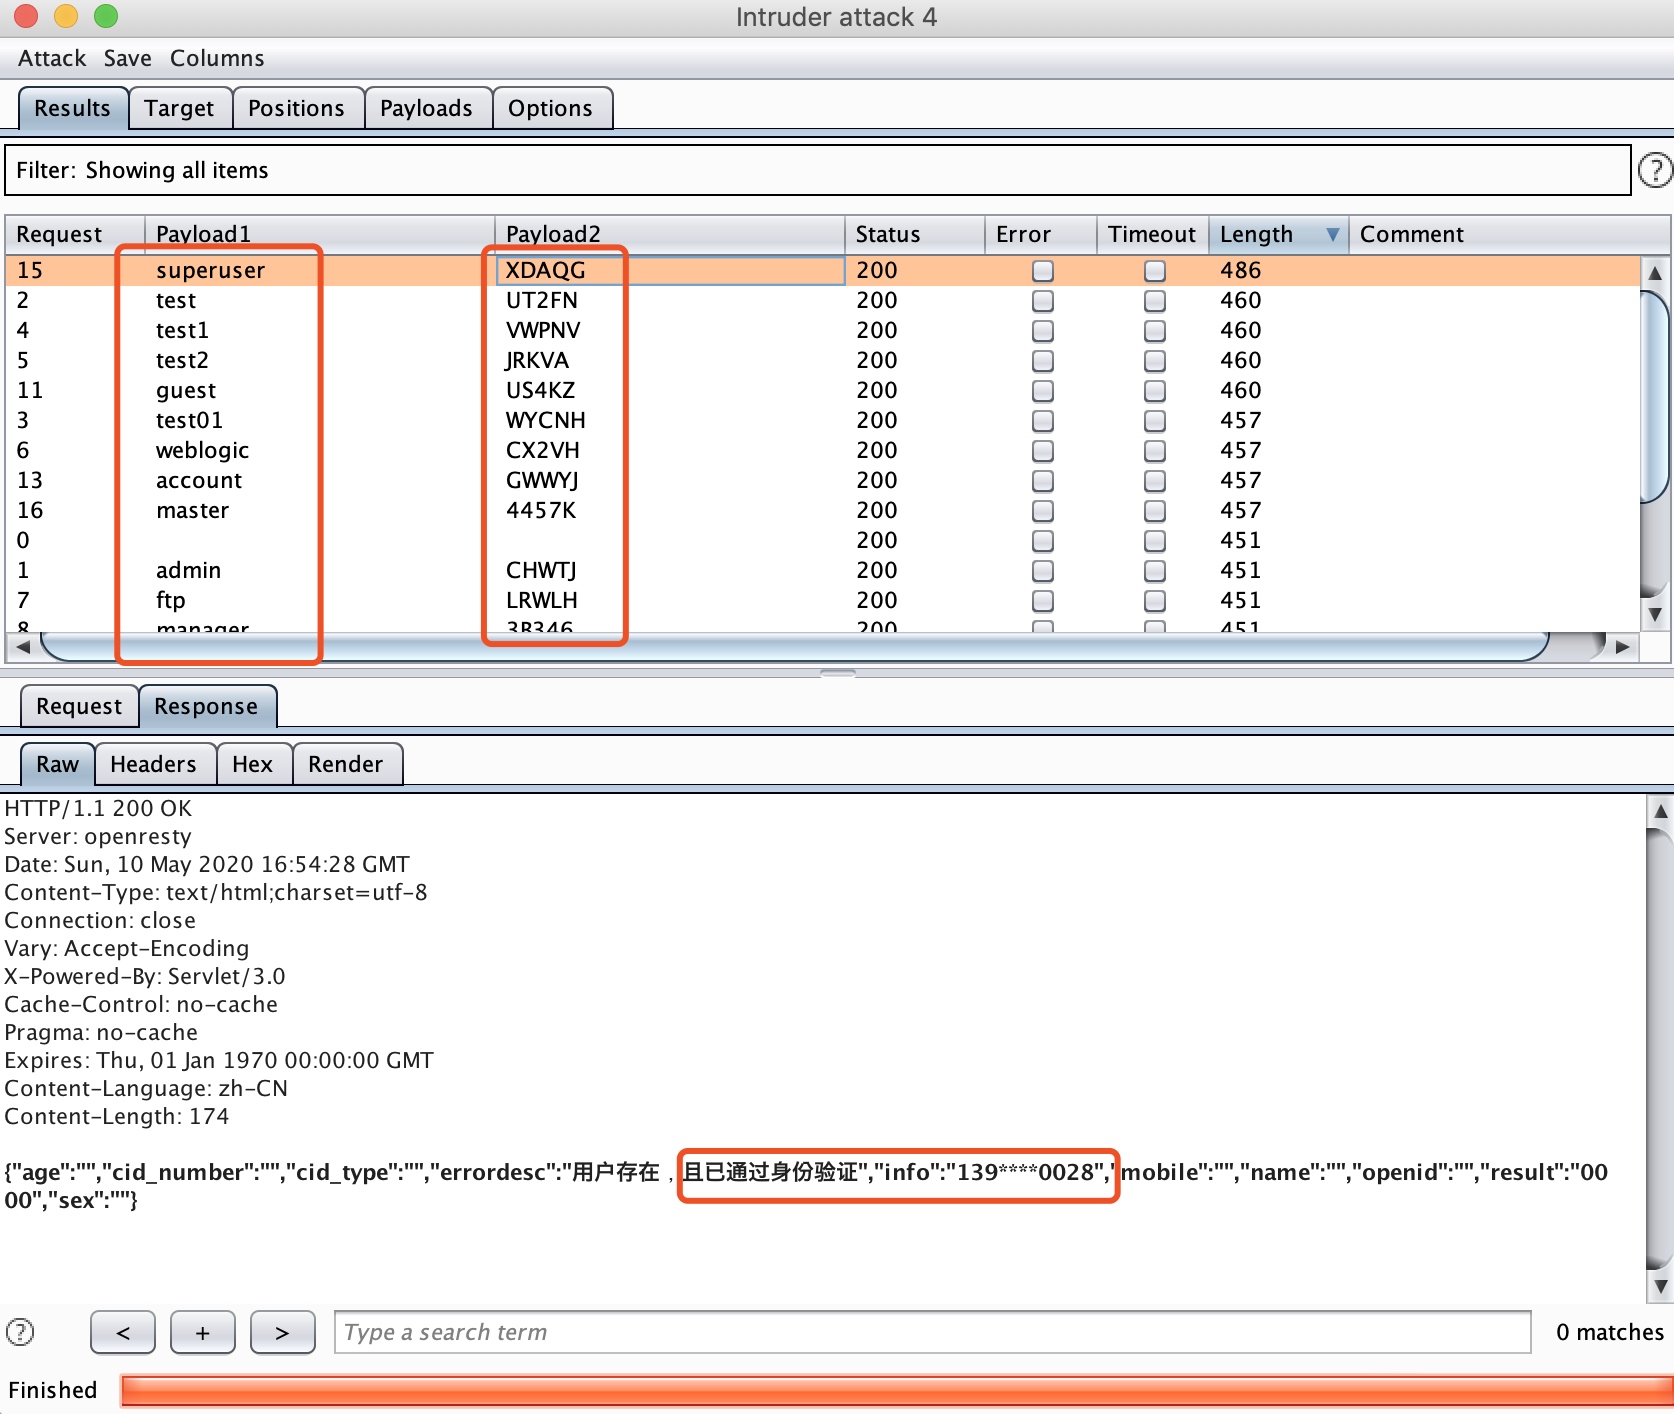 Intruder attack 4
Attack Save Columns
Results Target Positions Payloads Options
Filter: Showing all items
?
Request Payload1 Payload2 Status Error Timeout Length Comment
15 superuser XDAQG 200 486
2 test UT2FN 200 460
4 test1 VWPNV 200 460
5 test2 JRKVA 200 460
11 guest US4KZ 200 460
3 test01 WYCNH 200 457
6 weblogic CX2VH 200 457
13 account GWWYJ 200 457
16 master 4457K 200 457
0 200 451
1 admin CHWTJ 200 451
7 ftp LRWLH 200 451
8 manager 3B346 200 451
Request Response
Raw Headers Hex Render
HTTP/1.1 200 OK
Server: openresty
Date: Sun, 10 May 2020 16:54:28 GMT
Content-Type: text/html;charset=utf-8
Connection: close
Vary: Accept-Encoding
X-Powered-By: Servlet/3.0
Cache-Control: no-cache
Pragma: no-cache
Expires: Thu, 01 Jan 1970 00:00:00 GMT
Content-Language: zh-CN
Content-Length: 174
{"age":"","cid_number":"","cid_type":"","errordesc":"用户存在，且已通过身份验证","info":"139****0028","mobile":"","name":"","openid":"","result":"00
00","sex":""}
? < + > Type a search term 0 matches
Finished